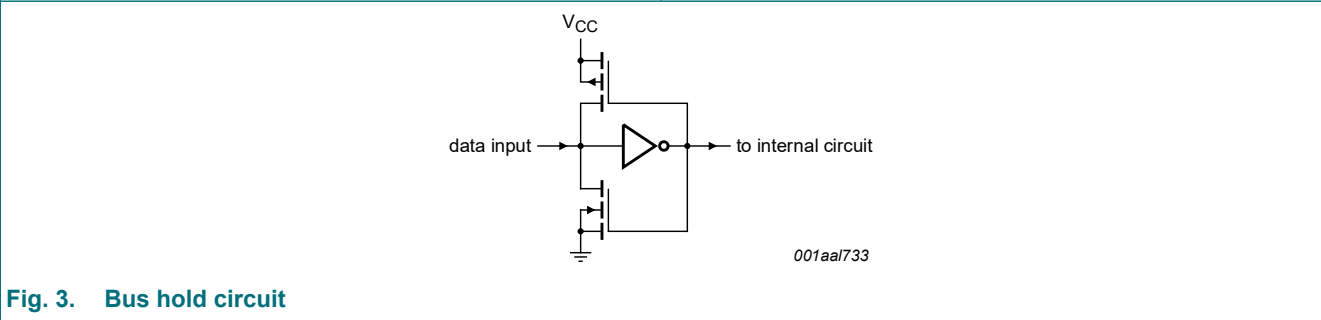 VCC
data input
to internal circuit
001aal733
Fig. 3. Bus hold circuit